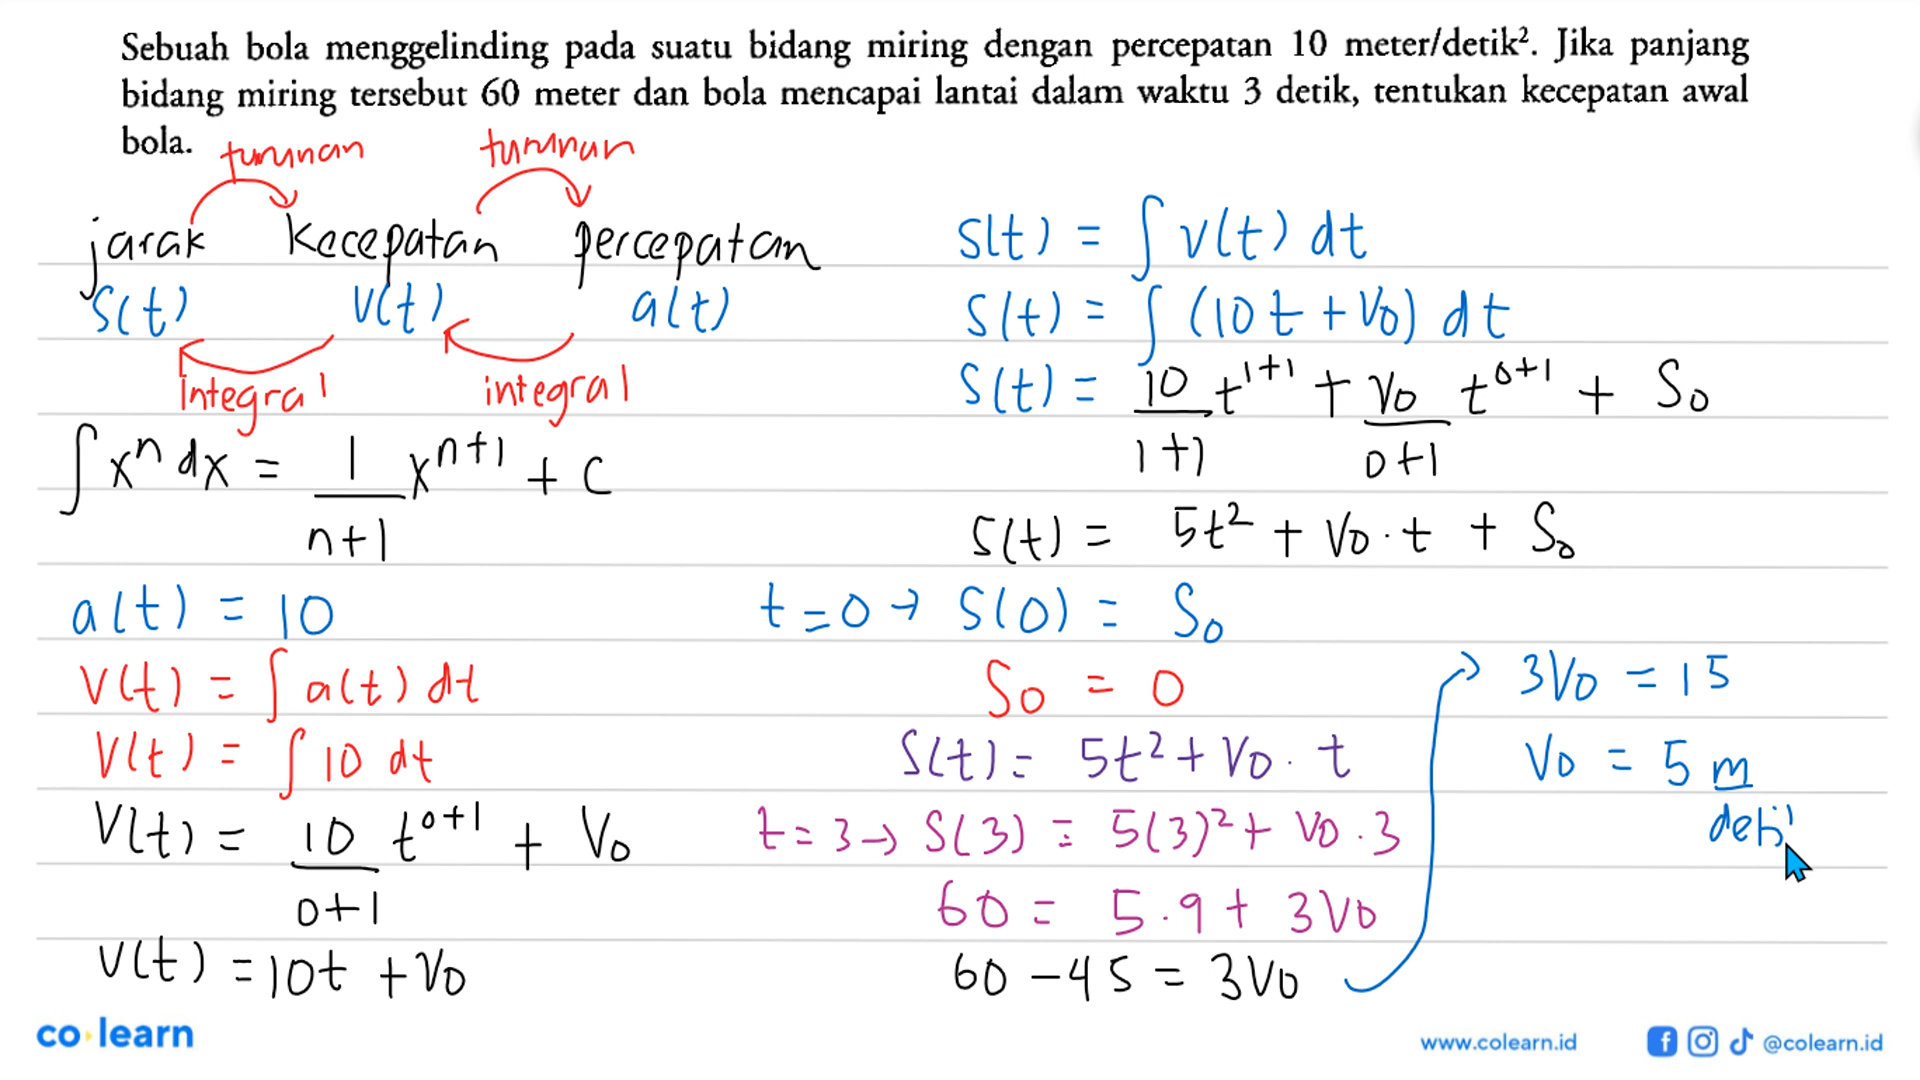 Sebuah bola menggelinding pada suatu bidang miring dengan percepatan 10 meter/detik². Jika panjang
bidang miring tersebut 60 meter dan bola mencapai lantai dalam waktu 3 detik, tentukan kecepatan awal
bola.
turunan turunan
jarak kecepatan percepatan
S(t) V(t) a(t)
integral integral
∫ xⁿ dx = 1/(n+1) xⁿ⁺¹ + C
a(t) = 10
V(t) = ∫ a(t) dt
V(t) = ∫ 10 dt
V(t) = 10/(0+1) t⁰⁺¹ + V₀
V(t) = 10t + V₀
S(t) = ∫ V(t) dt
S(t) = ∫ (10t + V₀) dt
S(t) = 10/(1+1) t¹⁺¹ + V₀/(0+1) t⁰⁺¹ + S₀
S(t) = 5t² + V₀ · t + S₀
t = 0 → S(0) = S₀
S₀ = 0
S(t) = 5t² + V₀ · t
t = 3 → S(3) = 5(3)² + V₀ · 3
60 = 5 . 9 + 3V₀
60 - 45 = 3V₀
3V₀ = 15
V₀ = 5 m
co learn
www.colearn.id
@colearn.id